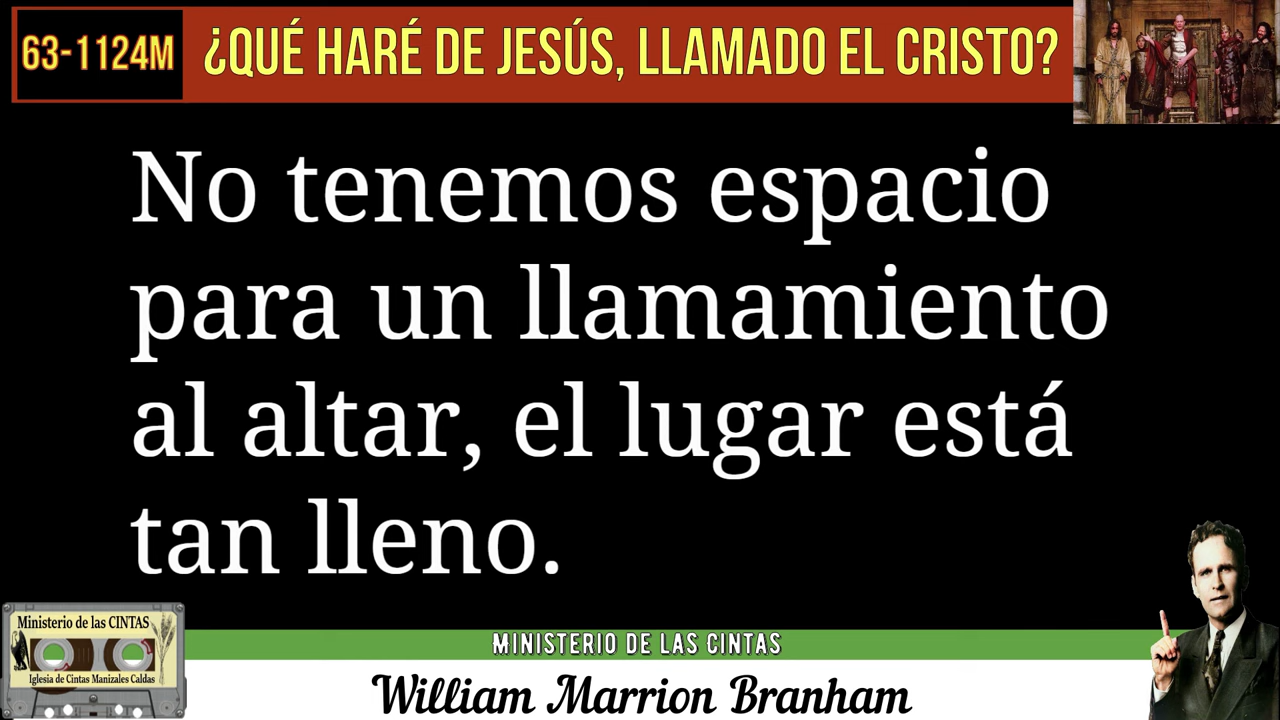 63-1124M
¿QUÉ HARÉ DE JESÚS, LLAMADO EL CRISTO?
No tenemos espacio
para un llamamiento
al altar, el lugar está
tan lleno.
Ministerio de las CINTAS
Iglesia de Cintas Manizales Caldas
MINISTERIO DE LAS CINTAS
William Marrion Branham